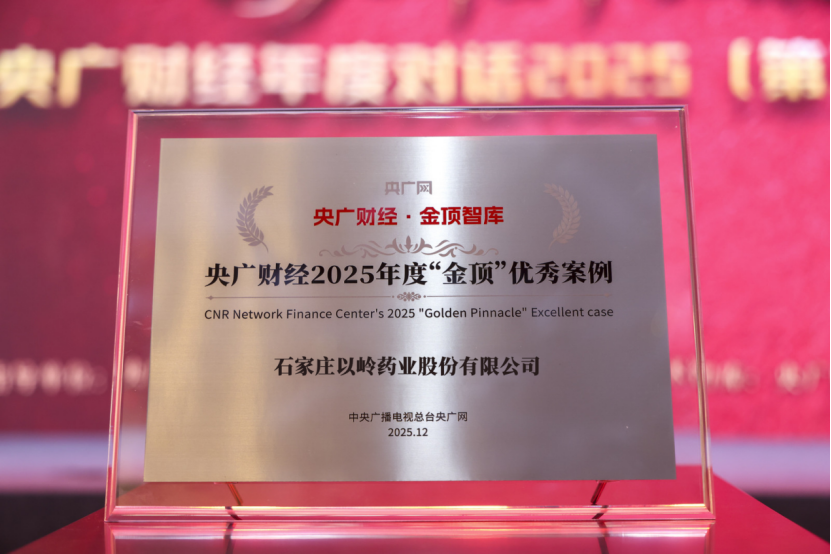 央广财经年度对话2025（第
央广网
央广财经·金顶智库
央广财经2025年度“金顶”优秀案例
CNR Network Finance Center's 2025 "Golden Pinnacle" Excellent case
石家庄以岭药业股份有限公司
中央广播电视总台央广网
2025.12